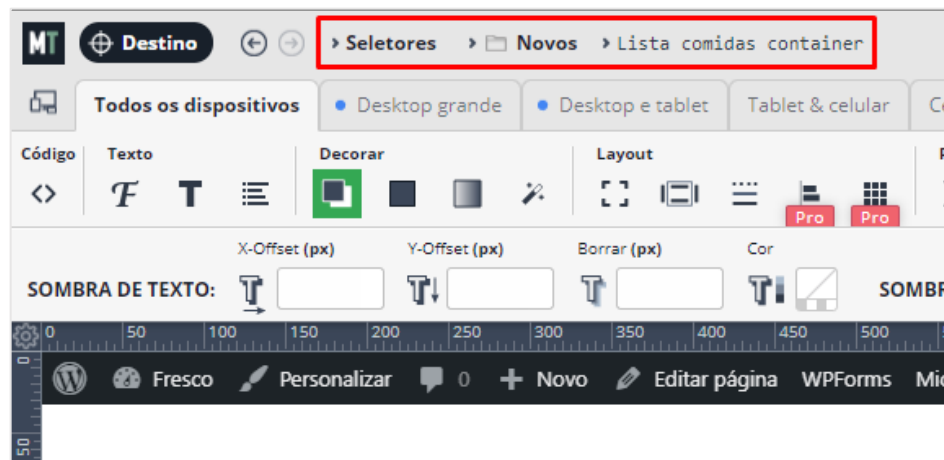 MT Destino Seletores Novos Lista comidas container
Todos os dispositivos Desktop grande Desktop e tablet Tablet & celular
Código Texto Decorar Layout
Pro Pro
X-Offset (px) Y-Offset (px) Borrar (px) Cor
SOMBRA DE TEXTO:
0 50 100 150 200 250 300 350 400 450 500
0 Fresco Personalizar 0 Novo Editar página WPForms
50